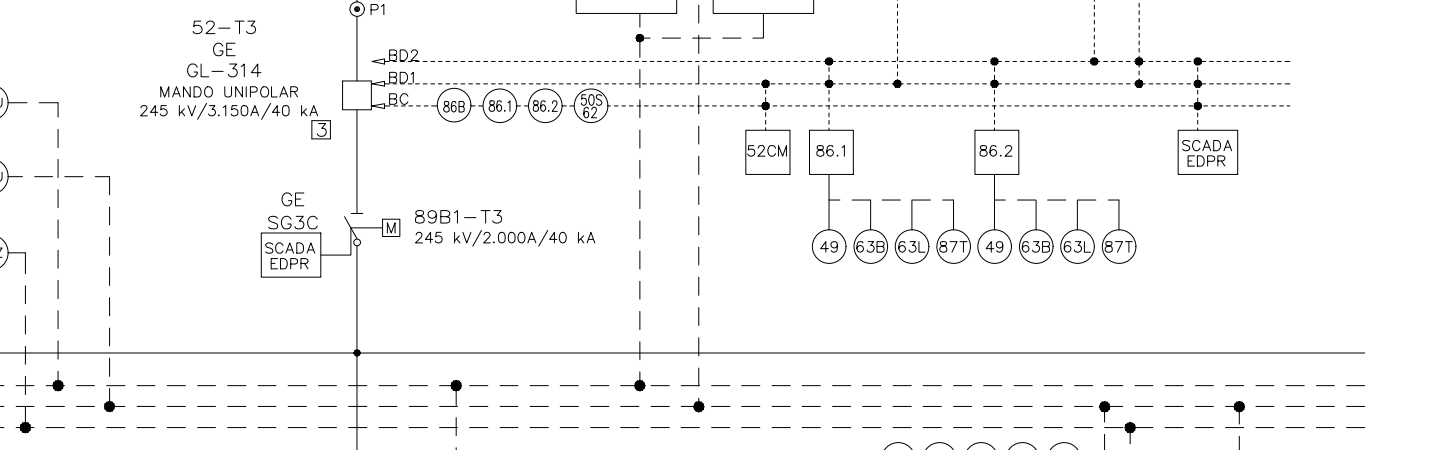 P1
52-T3
GE
GL-314
MANDO UNIPOLAR
245 kV/3.150A/40 kA
3
BD2
BD1
BC
86B
86.1
86.2
50S
62
52CM
86.1
86.2
SCADA
EDPR
GE
SG3C
SCADA
EDPR
M
89B1-T3
245 kV/2.000A/40 kA
49
63B
63L
87T
49
63B
63L
87T